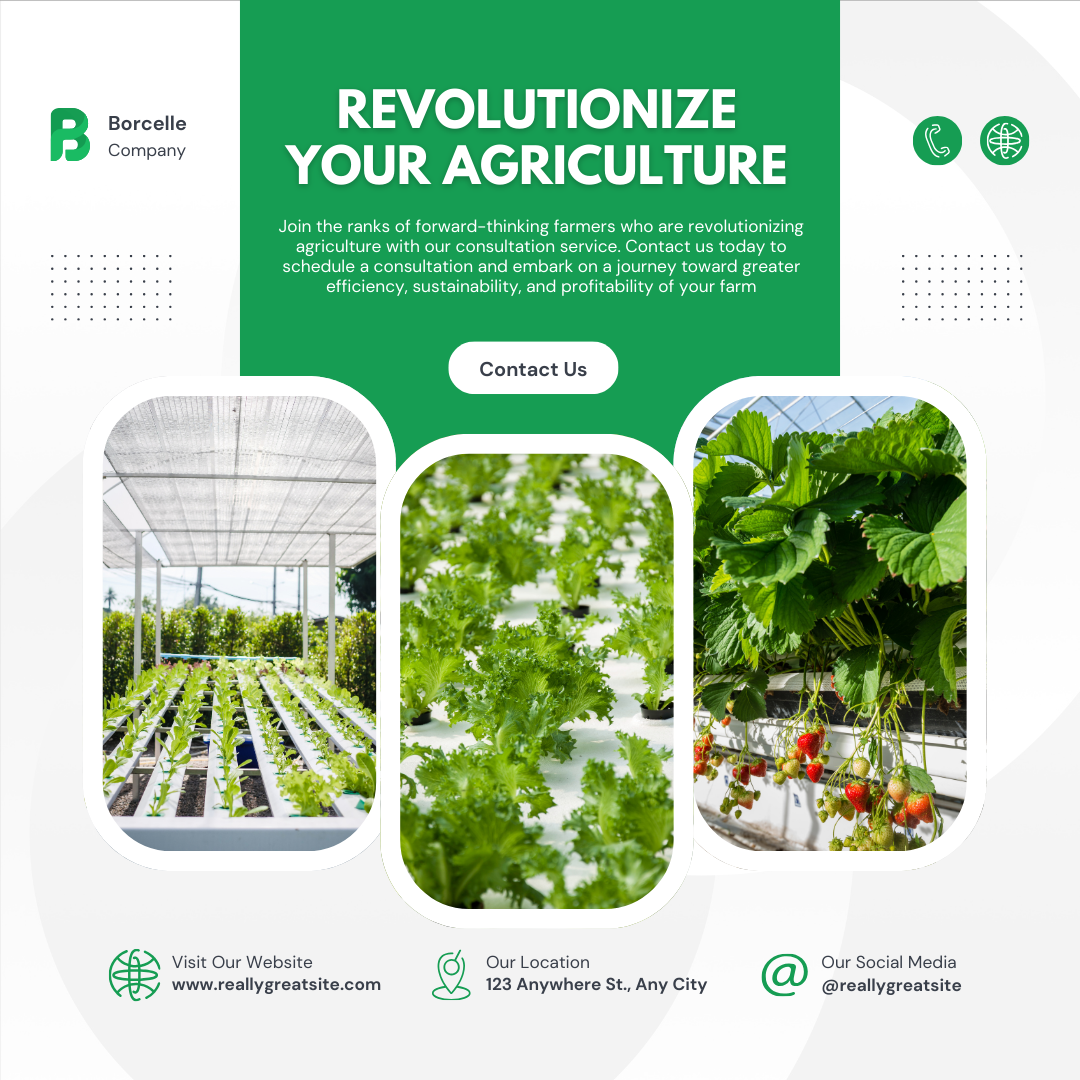 Borcelle
Company
REVOLUTIONIZE
YOUR AGRICULTURE
Join the ranks of forward-thinking farmers who are revolutionizing
agriculture with our consultation service. Contact us today to
schedule a consultation and embark on a journey toward greater
efficiency, sustainability, and profitability of your farm
Contact Us
Visit Our Website
www.reallygreatsite.com
Our Location
123 Anywhere St., Any City
Our Social Media
@reallygreatsite